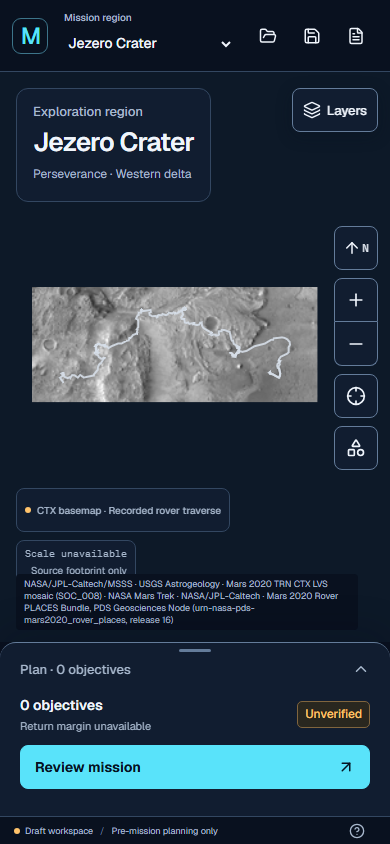 M
Mission region
Jezero Crater
Exploration region
Jezero Crater
Perseverance · Western delta
Layers
N
CTX basemap · Recorded rover traverse
Scale unavailable
Source footprint only
NASA/JPL-Caltech/MSSS · USGS Astrogeology · Mars 2020 TRN CTX LVS
mosaic (SOC_008) · NASA Mars Trek · NASA/JPL-Caltech · Mars 2020 Rover
PLACES Bundle, PDS Geosciences Node (urn-nasa-pds-
mars2020_rover_places, release 16)
Plan · 0 objectives
0 objectives
Return margin unavailable
Unverified
Review mission
Draft workspace / Pre-mission planning only